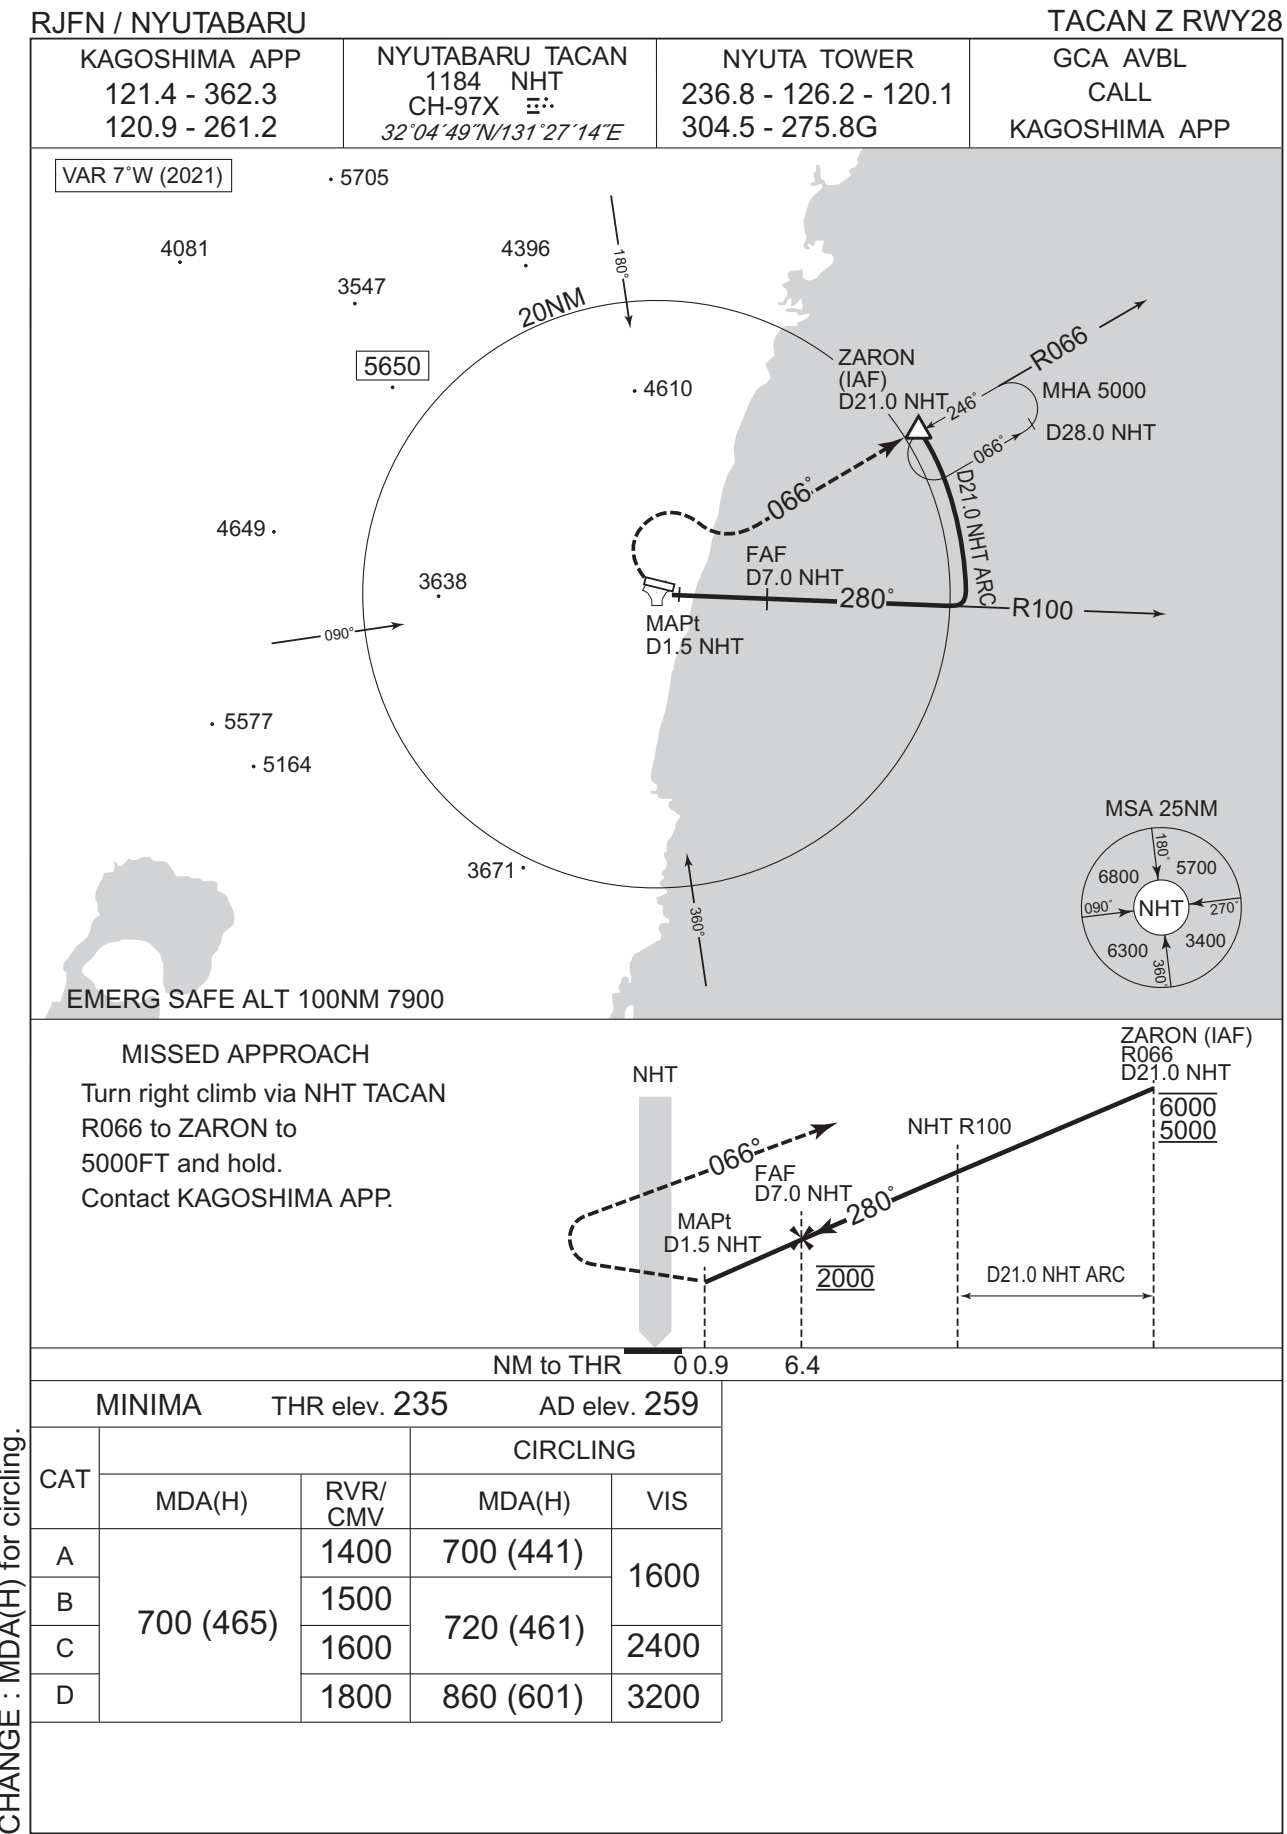 RJFN / NYUTABARU
TACAN Z RWY28
KAGOSHIMA APP
121.4 - 362.3
120.9 - 261.2
NYUTABARU TACAN
1184 NHT
CH-97X
32°04´49˝N/131°27´14˝E
NYUTA TOWER
236.8 - 126.2 - 120.1
304.5 - 275.8G
GCA AVBL
CALL
KAGOSHIMA APP
VAR 7°W (2021)
5705
4081
4396
3547
180°
20NM
5650
4610
ZARON
(IAF)
D21.0 NHT
R066
246°
MHA 5000
D28.0 NHT
066°
066°
D21.0 NHT ARC
4649
3638
FAF
D7.0 NHT
280°
R100
MAPt
D1.5 NHT
090°
5577
5164
3671
360°
MSA 25NM
180°
6800
5700
090°
NHT
270°
6300
3400
360°
EMERG SAFE ALT 100NM 7900
MISSED APPROACH
Turn right climb via NHT TACAN
R066 to ZARON to
5000FT and hold.
Contact KAGOSHIMA APP.
NHT
066°
FAF
D7.0 NHT
MAPt
D1.5 NHT
280°
2000
NHT R100
D21.0 NHT ARC
ZARON (IAF)
R066
D21.0 NHT
6000
5000
NM to THR 0 0.9 6.4
MINIMA THR elev. 235 AD elev. 259
CAT
CIRCLING
MDA(H)
RVR/
CMV
MDA(H)
VIS
A
1400
700 (441)
1600
B
700 (465)
1500
720 (461)
C
1600
2400
D
1800
860 (601)
3200
CHANGE : MDA(H) for circling.